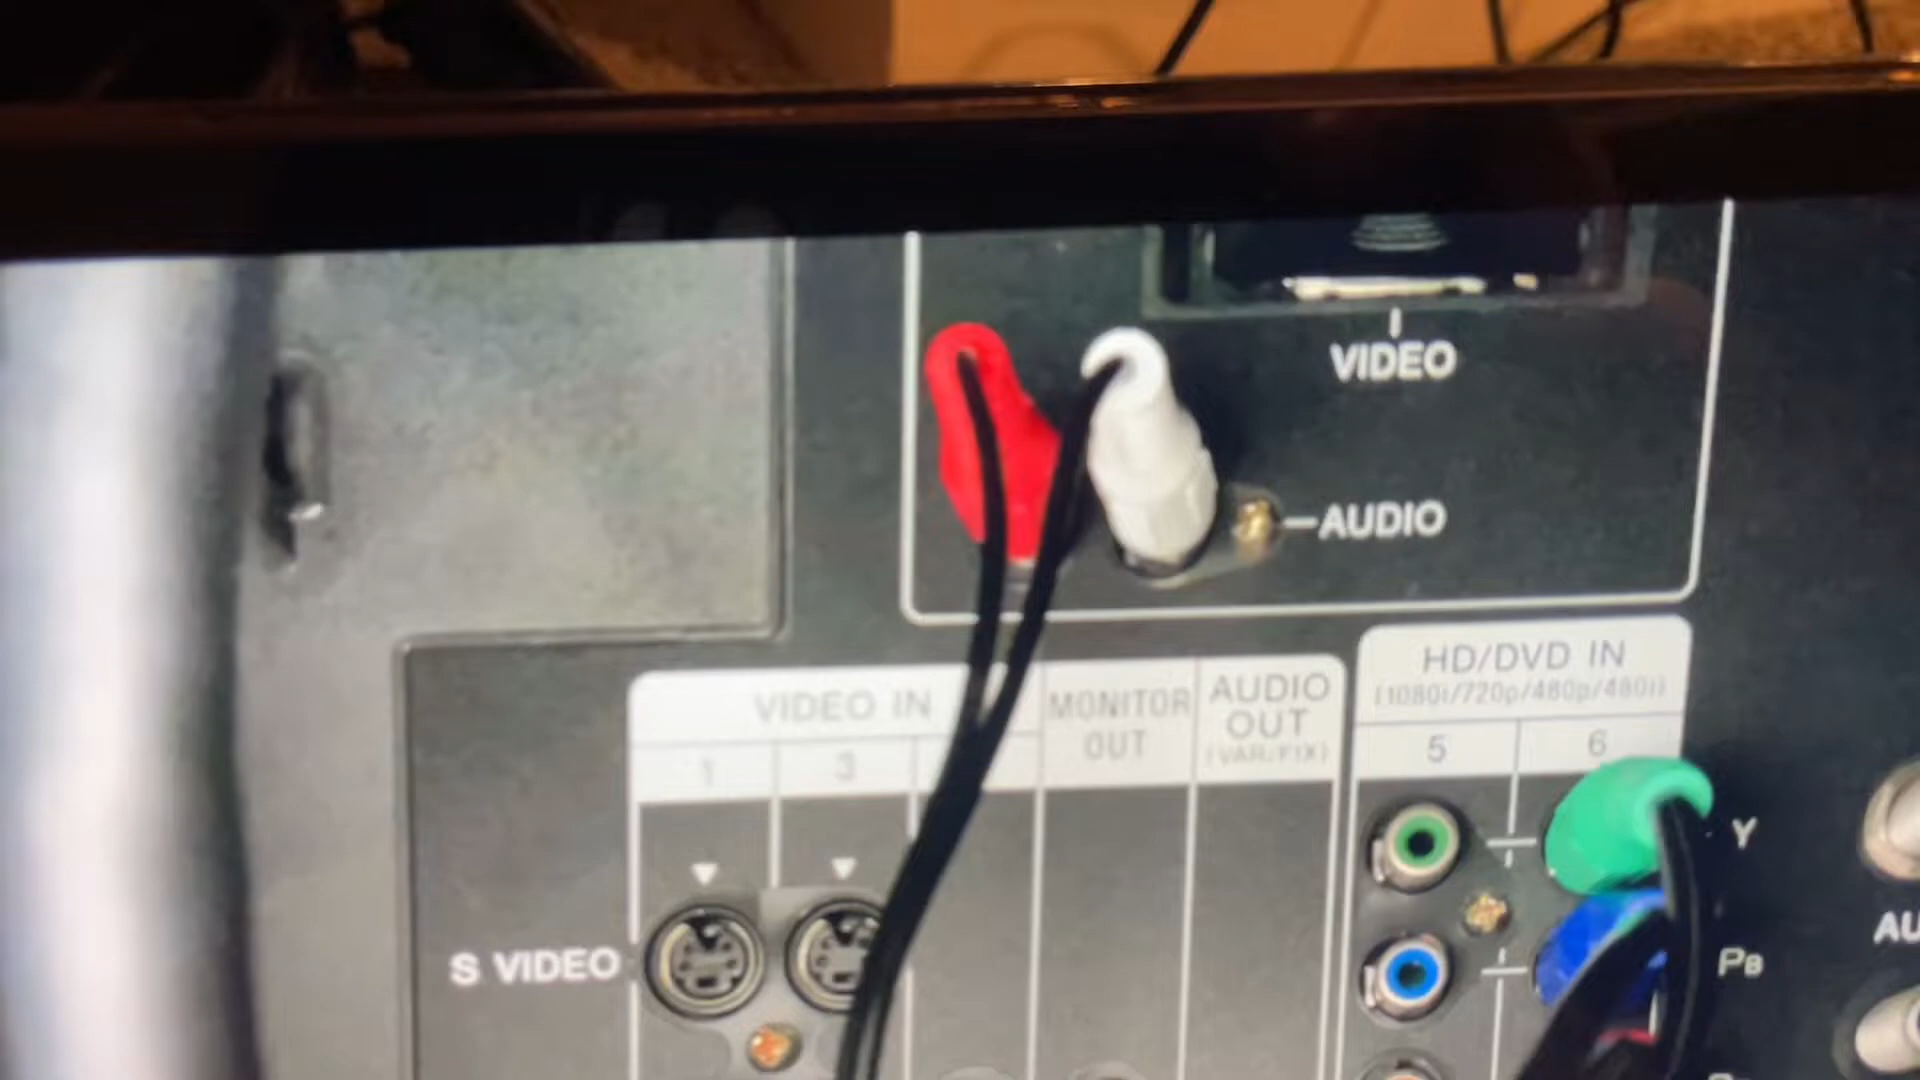 VIDEO
AUDIO
VIDEO IN
MONITOR
OUT
AUDIO
OUT
(VAR/FIX)
HD/DVD IN
(1080i/720p/480p/480i)
1
3
5
6
S VIDEO
Y
PB
AU